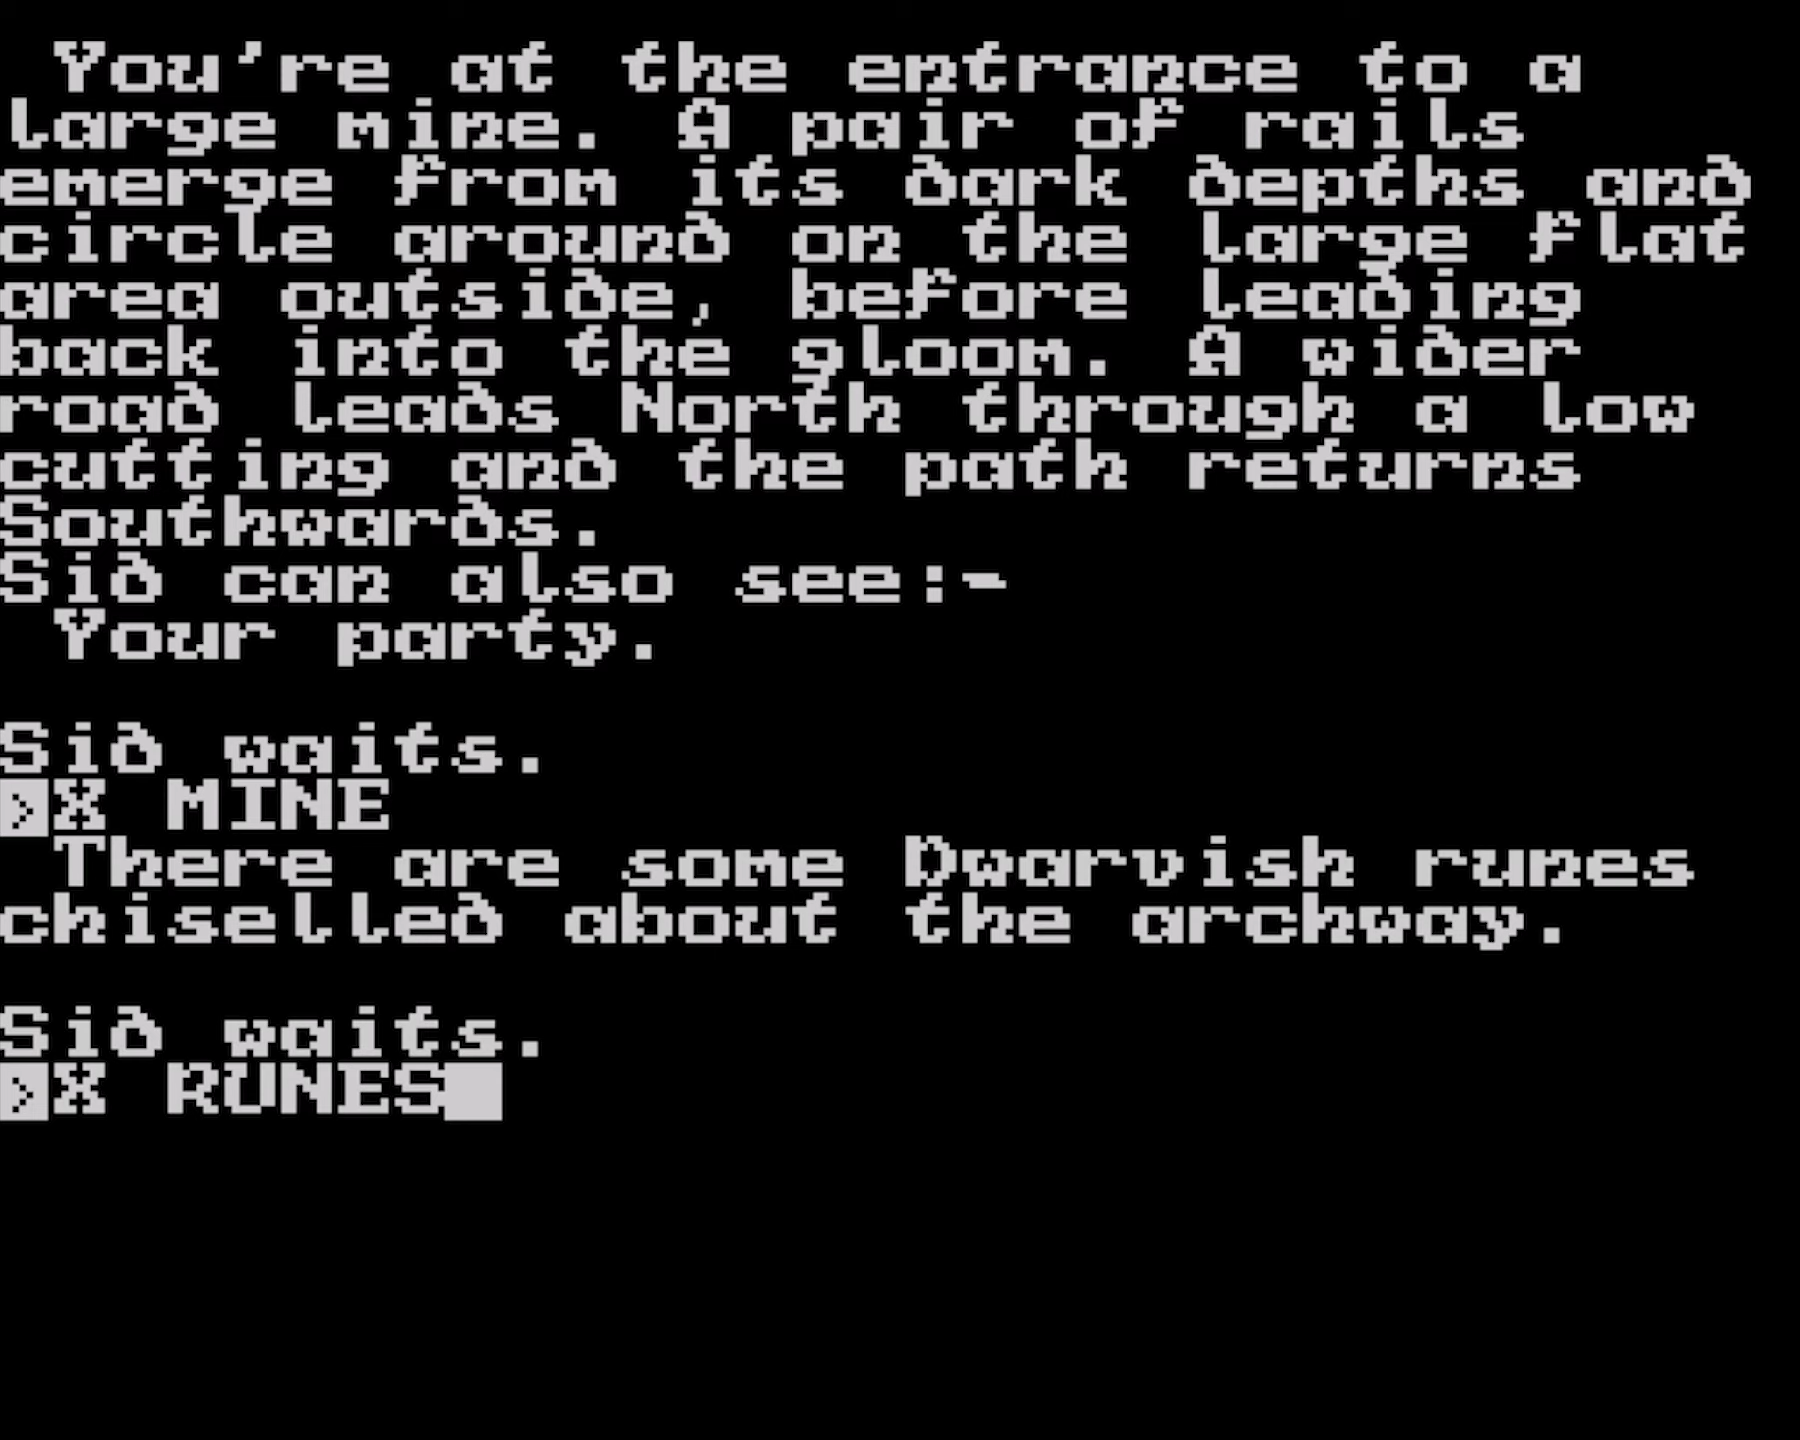 You're at the entrance to a
large mine. A pair of rails
emerge from its dark depths and
circle around on the large flat
area outside, before leading
back into the gloom. A wider
road leads North through a low
cutting and the path returns
Southwards.
Sid can also see:-
Your party.
Sid waits.
>X MINE
There are some Dwarvish runes
chiselled about the archway.
Sid waits.
>X RUNES